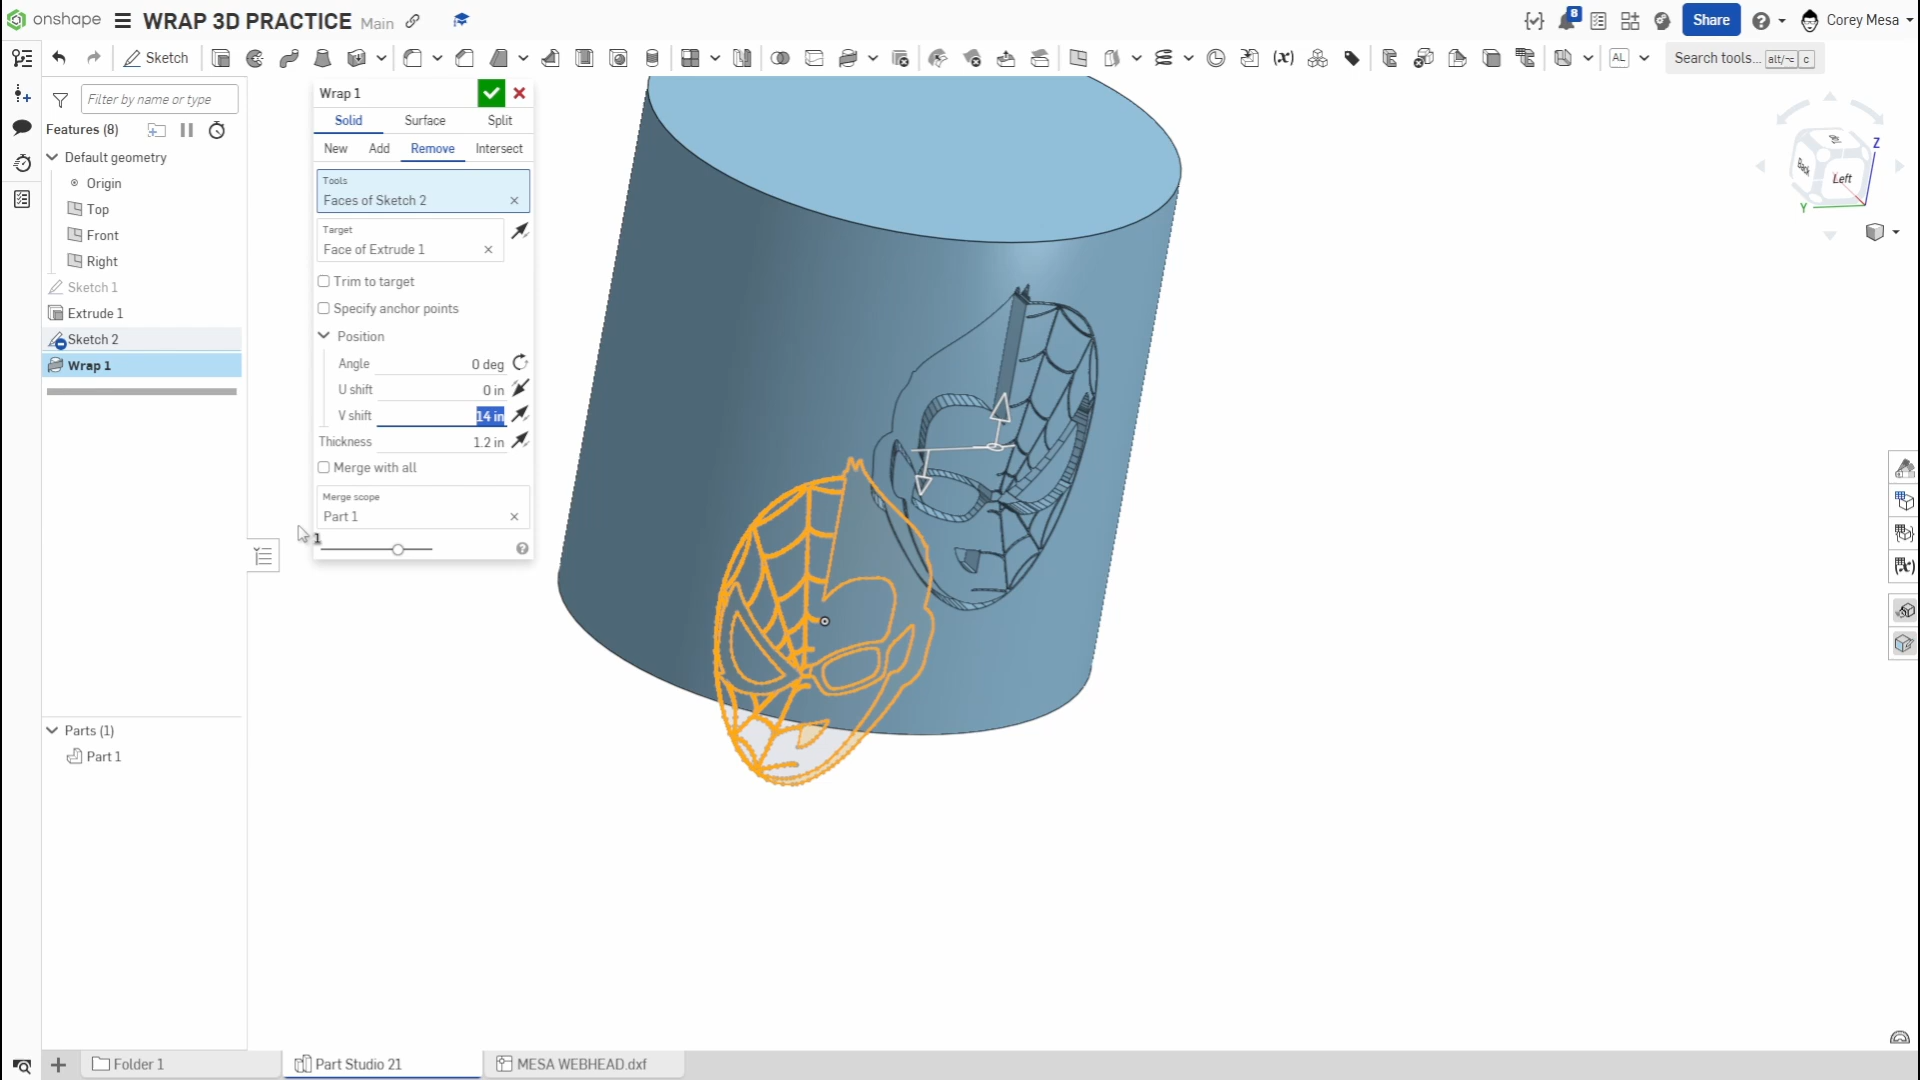 onshape WRAP 3D PRACTICE Main
8 Share Corey Mesa
Sketch AL Search tools... alt/⌥ c
Filter by name or type
Features (8)
Default geometry
Origin
Top
Front
Right
Sketch 1
Extrude 1
Sketch 2
Wrap 1
Parts (1)
Part 1
Wrap 1
Solid Surface Split
New Add Remove Intersect
Tools
Faces of Sketch 2
Target
Face of Extrude 1
Trim to target
Specify anchor points
Position
Angle 0 deg
U shift 0 in
V shift 14 in
Thickness 1.2 in
Merge with all
Merge scope
Part 1
1
Z
Back Left
Y
Folder 1 Part Studio 21 MESA WEBHEAD.dxf